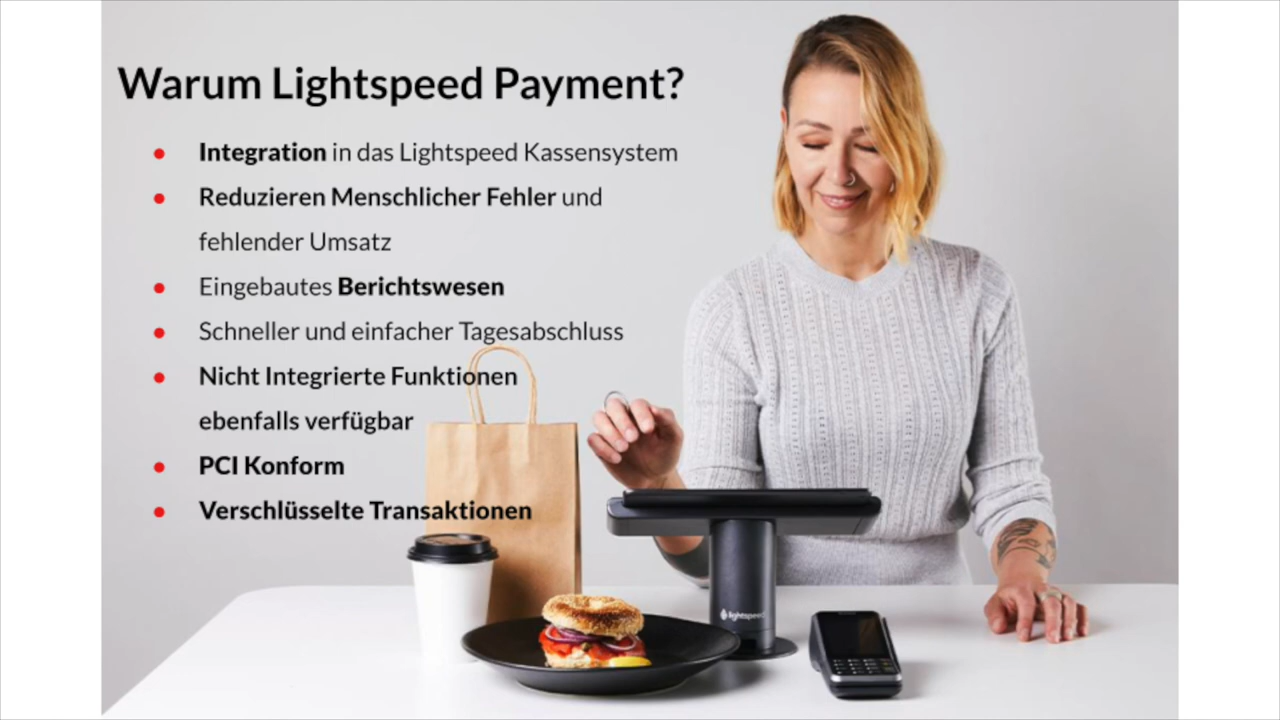 Warum Lightspeed Payment?
Integration in das Lightspeed Kassensystem
Reduzieren Menschlicher Fehler und
fehlender Umsatz
Eingebautes Berichtswesen
Schneller und einfacher Tagesabschluss
Nicht Integrierte Funktionen
ebenfalls verfügbar
PCI Konform
Verschlüsselte Transaktionen
lightspeed